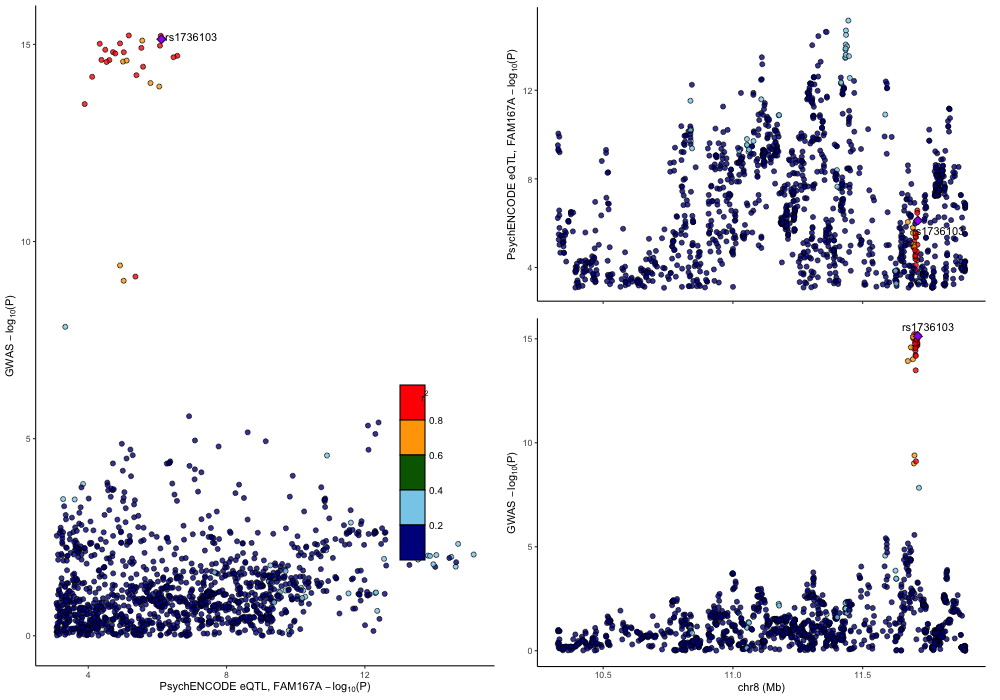 GWAS −log10(P)
15
10
5
0
rs1736103
r2
0.8
0.6
0.4
0.2
4
8
12
PsychENCODE eQTL, FAM167A −log10(P)
PsychENCODE eQTL, FAM167A −log10(P)
12
8
4
rs1736103
GWAS −log10(P)
15
10
5
0
rs1736103
10.5
11.0
11.5
chr8 (Mb)